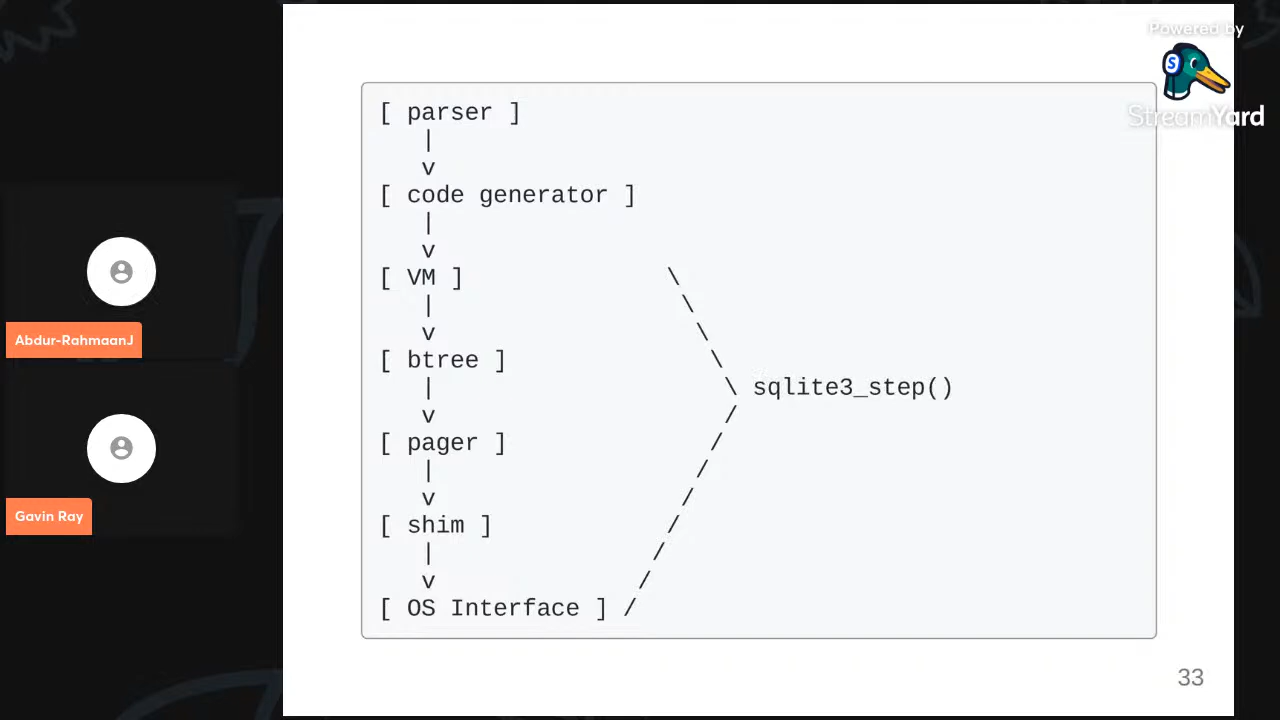 Powered by
StreamYard
[ parser ]
|
v
[ code generator ]
|
v
[ VM ] \
| \
v \
[ btree ] \
| \ sqlite3_step()
v /
[ pager ] /
| /
v /
[ shim ] /
| /
v /
[ OS Interface ] /
33
Abdur-RahmaanJ
Gavin Ray